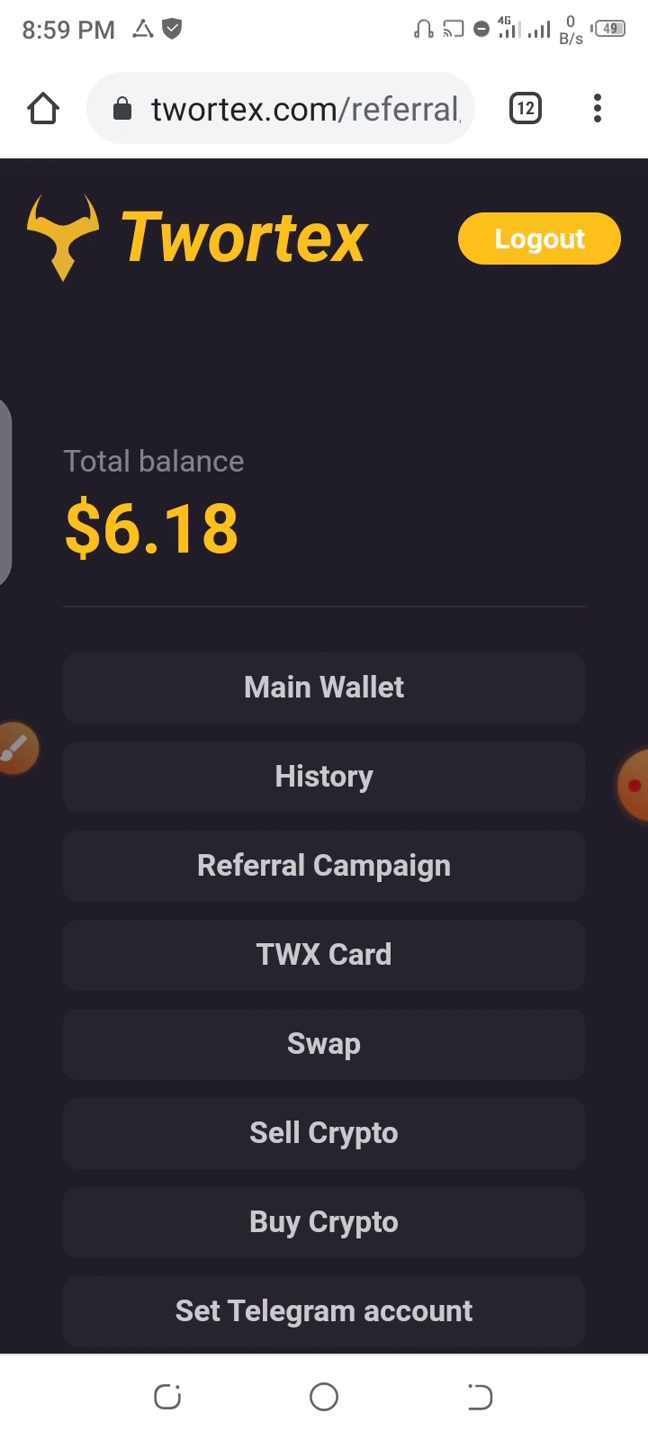 8:59 PM 4G 0 B/s 49
twortex.com/referral
12
Twortex
Logout
Total balance
$6.18
Main Wallet
History
Referral Campaign
TWX Card
Swap
Sell Crypto
Buy Crypto
Set Telegram account